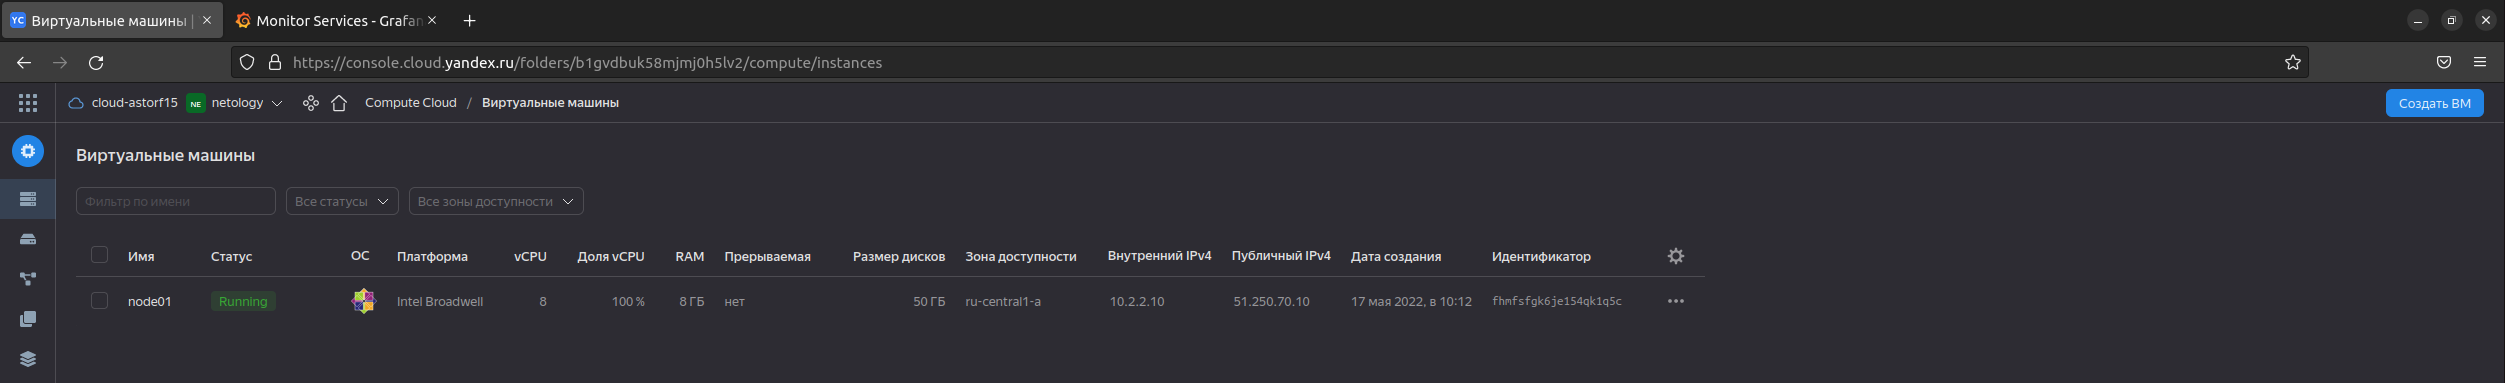 YC Виртуальные машины |
Monitor Services - Grafan
https://console.cloud.yandex.ru/folders/b1gvdbuk58mjmj0h5lv2/compute/instances
cloud-astorf15 NE netology Compute Cloud / Виртуальные машины Создать ВМ
Виртуальные машины
Фильтр по имени Все статусы Все зоны доступности
Имя Статус ОС Платформа vCPU Доля vCPU RAM Прерываемая Размер дисков Зона доступности Внутренний IPv4 Публичный IPv4 Дата создания Идентификатор
node01 Running Intel Broadwell 8 100 % 8 ГБ нет 50 ГБ ru-central1-a 10.2.2.10 51.250.70.10 17 мая 2022, в 10:12 fhmfsfgk6je154qk1q5c